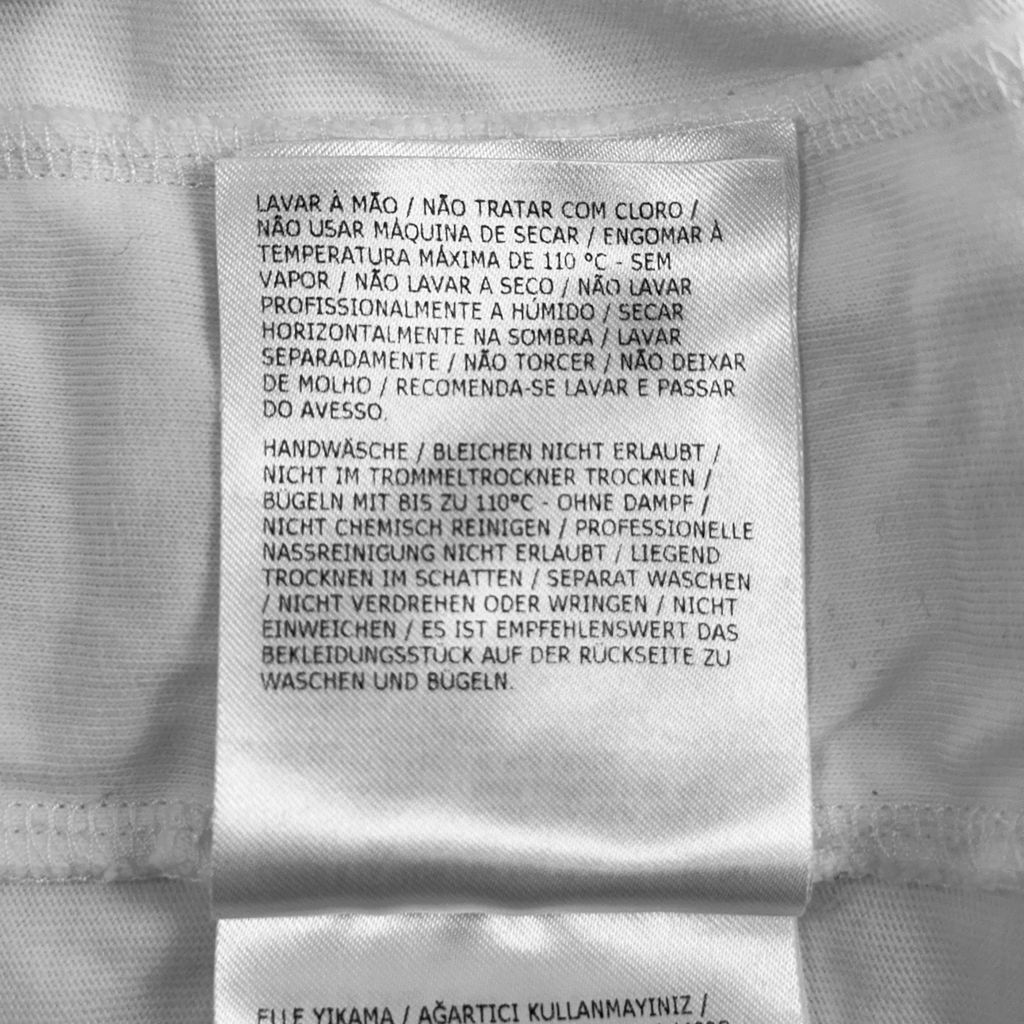 LAVAR À MÃO / NÃO TRATAR COM CLORO /
NÃO USAR MÁQUINA DE SECAR / ENGOMAR À
TEMPERATURA MÁXIMA DE 110 °C - SEM
VAPOR / NÃO LAVAR A SECO / NÃO LAVAR
PROFISSIONALMENTE A HÚMIDO / SECAR
HORIZONTALMENTE NA SOMBRA / LAVAR
SEPARADAMENTE / NÃO TORCER / NÃO DEIXAR
DE MOLHO / RECOMENDA-SE LAVAR E PASSAR
DO AVESSO.
HANDWÄSCHE / BLEICHEN NICHT ERLAUBT /
NICHT IM TROMMELTROCKNER TROCKNEN /
BÜGELN MIT BIS ZU 110°C - OHNE DAMPF /
NICHT CHEMISCH REINIGEN / PROFESSIONELLE
NASSREINIGUNG NICHT ERLAUBT / LIEGEND
TROCKNEN IM SCHATTEN / SEPARAT WASCHEN
/ NICHT VERDREHEN ODER WRINGEN / NICHT
EINWEICHEN / ES IST EMPFEHLENSWERT DAS
BEKLEIDUNGSSTÜCK AUF DER RÜCKSEITE ZU
WASCHEN UND BÜGELN.
ELLE YIKAMA / AĞARTICI KULLANMAYINIZ /